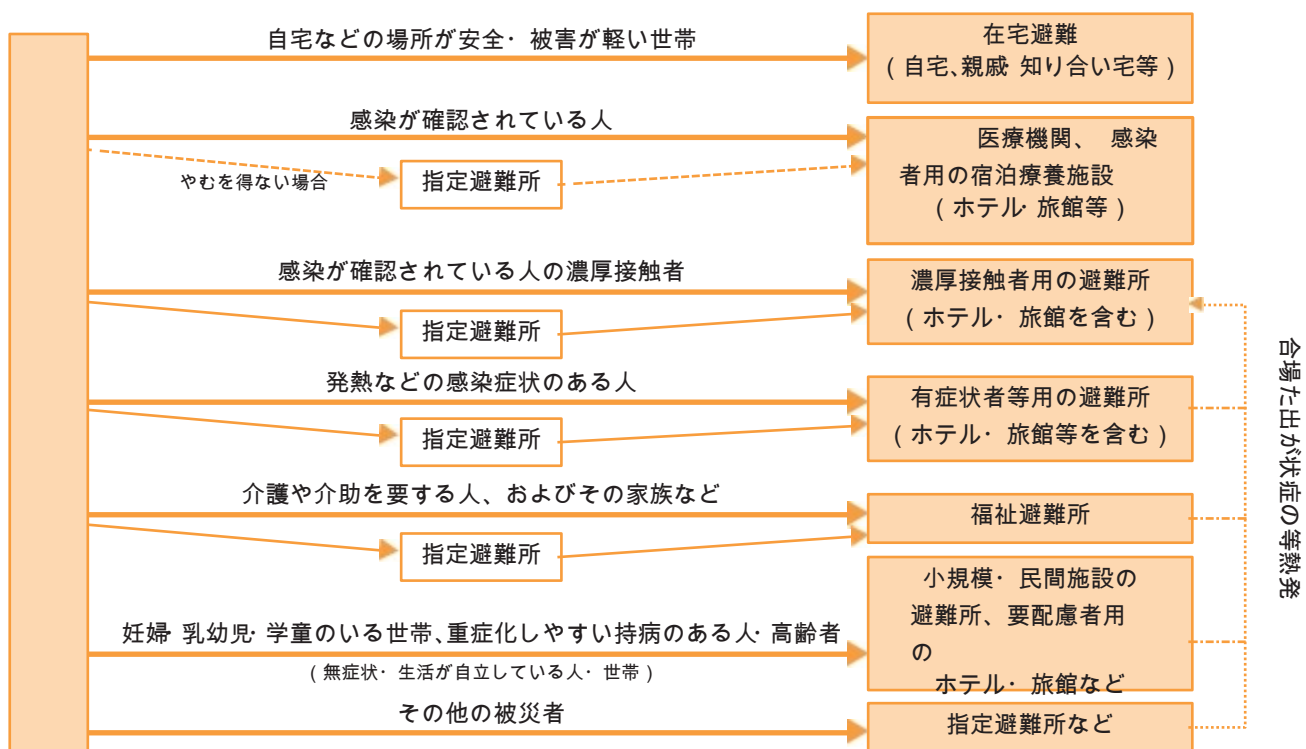 自宅などの場所が安全・被害が軽い世帯
在宅避難
(自宅、親戚・知り合い宅等)
感染が確認されている人
医療機関、 感染
者用の宿泊療養施設
(ホテル・旅館等)
やむを得ない場合
指定避難所
感染が確認されている人の濃厚接触者
濃厚接触者用の避難所
(ホテル・旅館を含む)
指定避難所
発熱などの感染症状のある人
有症状者等用の避難所
(ホテル・旅館等を含む)
指定避難所
介護や介助を要する人、およびその家族など
福祉避難所
指定避難所
妊婦・乳幼児・学童のいる世帯、重症化しやすい持病のある人・高齢者
(無症状・生活が自立している人・世帯)
小規模・民間施設の
避難所、要配慮者用
の
ホテル・旅館など
その他の被災者
指定避難所など
合場た出が状症の等熱発